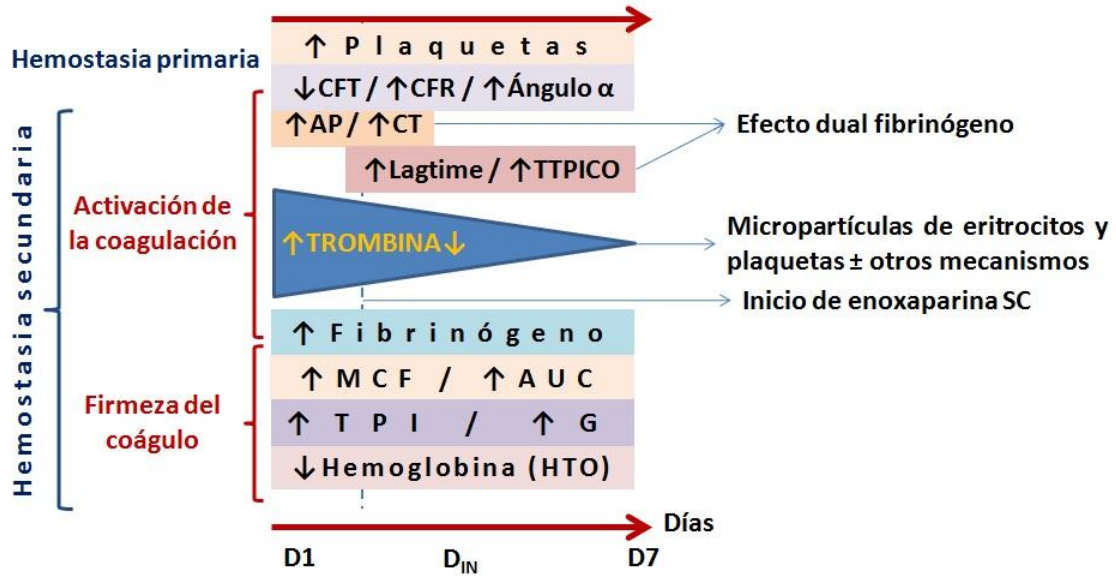 ↑ P l a q u e t a s
Hemostasia primaria
↓CFT / ↑CFR / ↑Ángulo α
↑AP / ↑CT
Efecto dual fibrinógeno
↑Lagtime / ↑TTPICO
Hemostasia secundaria
Activación de
la coagulación
↑TROMBINA↓
Micropartículas de eritrocitos y
plaquetas ± otros mecanismos
Inicio de enoxaparina SC
↑ F i b r i n ó g e n o
↑ M C F / ↑ A U C
Firmeza del
coágulo
↑ T P I / ↑ G
↓Hemoglobina (HTO)
Días
D1 D_IN D7